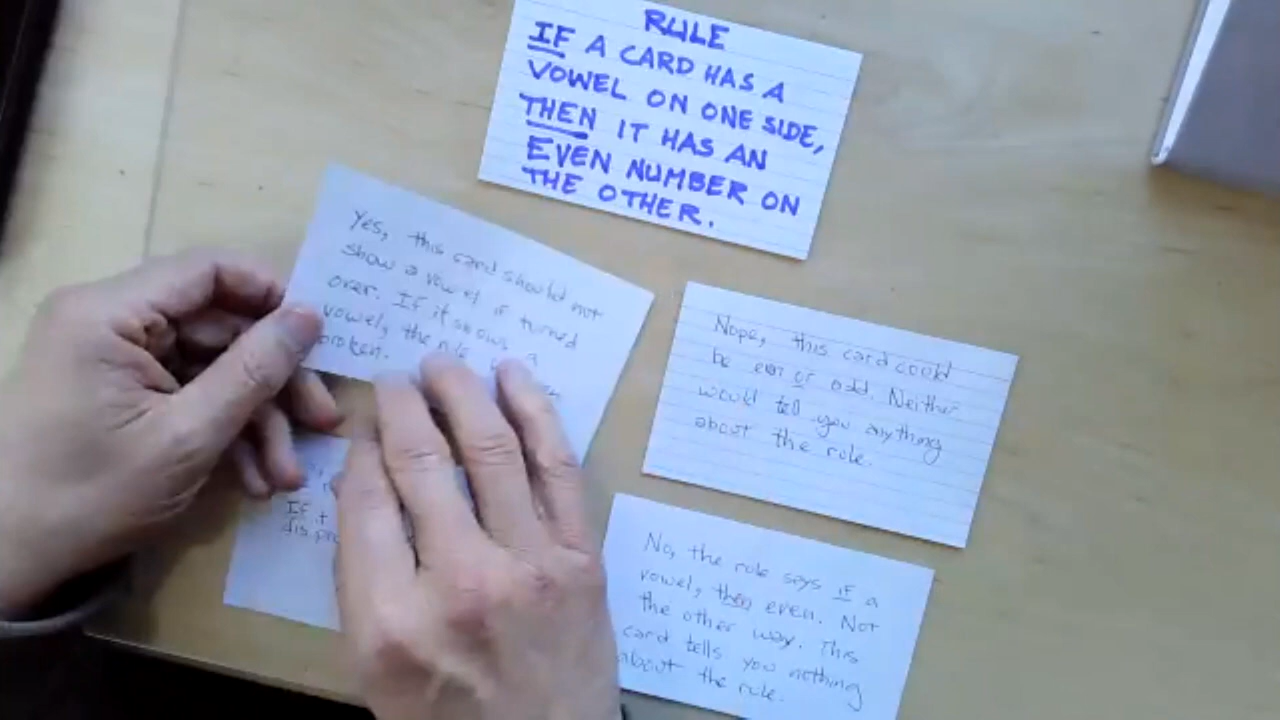 RULE
IF A CARD HAS A
VOWEL ON ONE SIDE,
THEN IT HAS AN
EVEN NUMBER ON
THE OTHER.
Yes, this card should not
show a vowel if turned
over. If it shows a
vowel, the rule
broken.
Nope, this card could
be even or odd. Neither
would tell you anything
about the rule.
If
dis pro
No, the rule says IF a
vowel, then even. Not
the other way. This
card tells you nothing
about the rule.